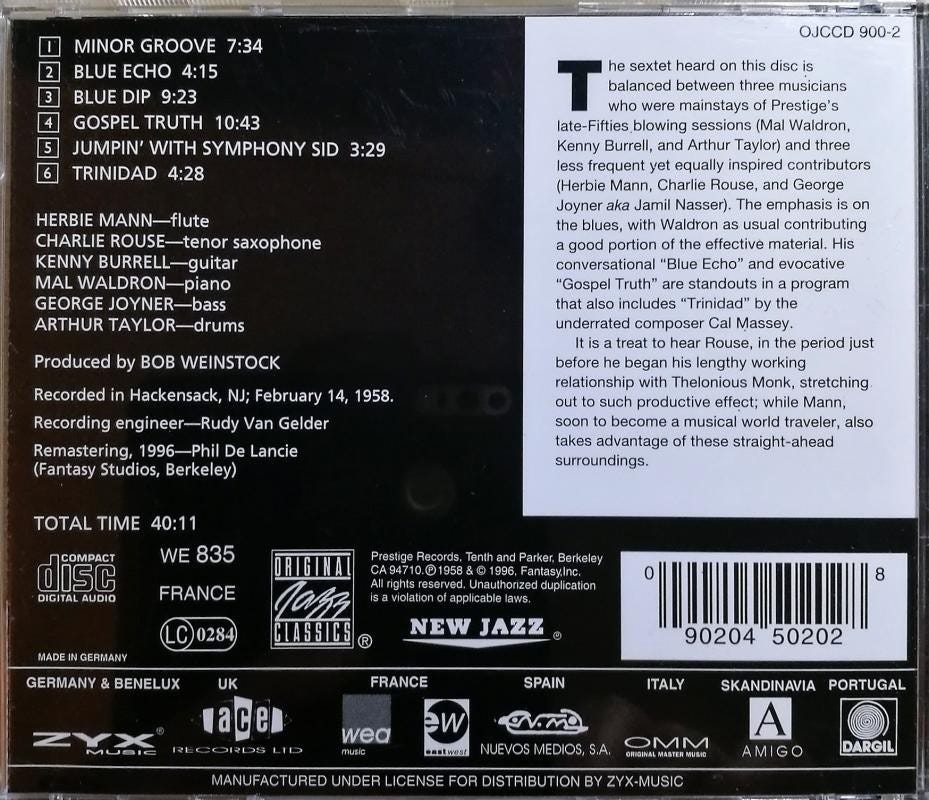 1 MINOR GROOVE 7:34
2 BLUE ECHO 4:15
3 BLUE DIP 9:23
4 GOSPEL TRUTH 10:43
5 JUMPIN' WITH SYMPHONY SID 3:29
6 TRINIDAD 4:28
HERBIE MANN—flute
CHARLIE ROUSE—tenor saxophone
KENNY BURRELL—guitar
MAL WALDRON—piano
GEORGE JOYNER—bass
ARTHUR TAYLOR—drums
Produced by BOB WEINSTOCK
Recorded in Hackensack, NJ; February 14, 1958.
Recording engineer—Rudy Van Gelder
Remastering, 1996—Phil De Lancie
(Fantasy Studios, Berkeley)
TOTAL TIME 40:11
OJCCD 900-2
The sextet heard on this disc is
balanced between three musicians
who were mainstays of Prestige's
late-Fifties blowing sessions (Mal Waldron,
Kenny Burrell, and Arthur Taylor) and three
less frequent yet equally inspired contributors
(Herbie Mann, Charlie Rouse, and George
Joyner aka Jamil Nasser). The emphasis is on
the blues, with Waldron as usual contributing
a good portion of the effective material. His
conversational "Blue Echo" and evocative
"Gospel Truth" are standouts in a program
that also includes "Trinidad" by the
underrated composer Cal Massey.
It is a treat to hear Rouse, in the period just
before he began his lengthy working
relationship with Thelonious Monk, stretching
out to such productive effect; while Mann,
soon to become a musical world traveler, also
takes advantage of these straight-ahead
surroundings.
COMPACT
disc
DIGITAL AUDIO
WE 835
FRANCE
LC 0284
MADE IN GERMANY
ORIGINAL
Jazz
CLASSICS ®
Prestige Records, Tenth and Parker, Berkeley
CA 94710. ℗1958 & © 1996, Fantasy,Inc.
All rights reserved. Unauthorized duplication
is a violation of applicable laws.
NEW JAZZ ®
0 90204 50202 8
GERMANY & BENELUX UK FRANCE SPAIN ITALY SKANDINAVIA PORTUGAL
ZYX®
MUSIC
ace
RECORDS LTD
wea
music
ew
eastwest
n.m.
NUEVOS MEDIOS, S.A.
OMM
ORIGINAL MASTER MUSIC
A
AMIGO
DARGIL
MANUFACTURED UNDER LICENSE FOR DISTRIBUTION BY ZYX-MUSIC